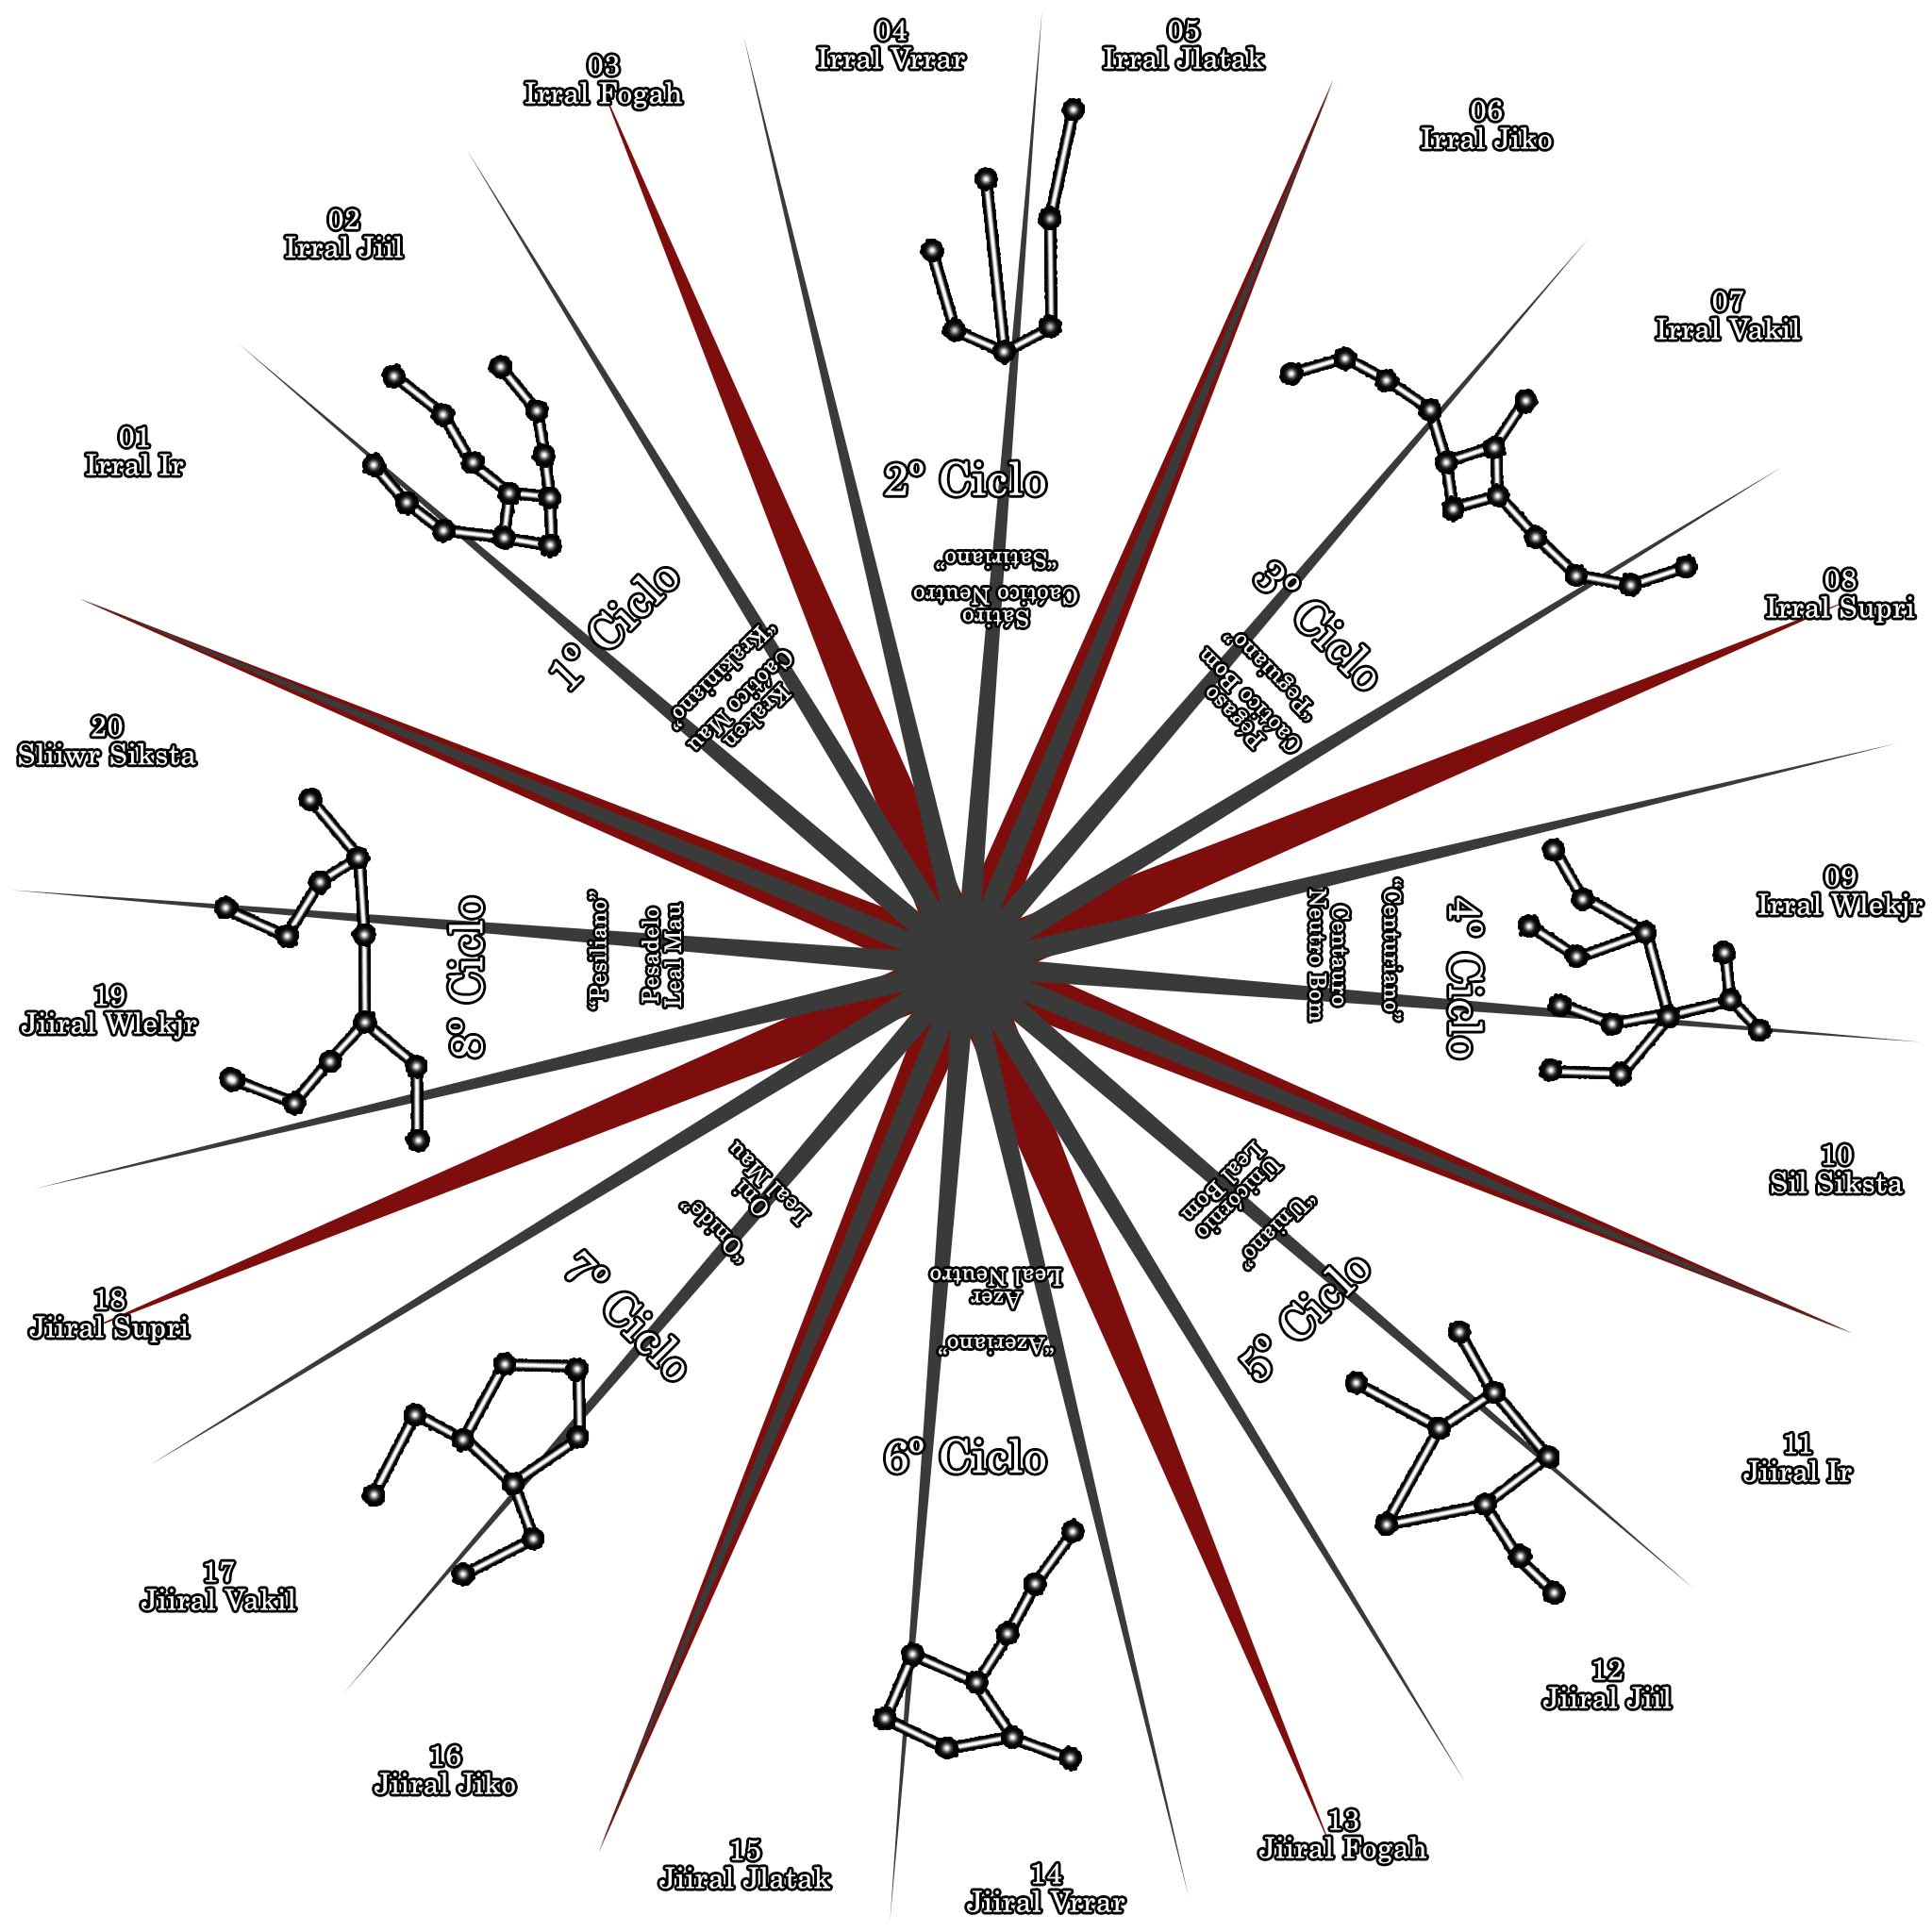 01
Irral Ir
02
Irral Jiil
03
Irral Fogah
04
Irral Vrrar
05
Irral Jlatak
06
Irral Jiko
07
Irral Vakil
08
Irral Supri
09
Irral Wlekjr
10
Sil Siksta
11
Jiiral Ir
12
Jiiral Jiil
13
Jiiral Fogah
14
Jiiral Vrrar
15
Jiiral Jlatak
16
Jiiral Jiko
17
Jiiral Vakil
18
Jiiral Supri
19
Jiiral Wlekjr
20
Sliiwr Siksta
1º Ciclo
Kraken
Caótico Mau
“Krakiniano”
2º Ciclo
Sátiro
Caótico Neutro
“Satiriano”
3º Ciclo
Pégaso
Caótico Bom
“Peguiano”
4º Ciclo
“Centuriano”
Centauro
Neutro Bom
5º Ciclo
“Uniano”
Unicórnio
Leal Bom
6º Ciclo
“Azeriano”
Azer
Leal Neutro
7º Ciclo
“Onide”
Oni
Leal Mau
8º Ciclo
“Pesiliano”
Pesadelo
Leal Mau